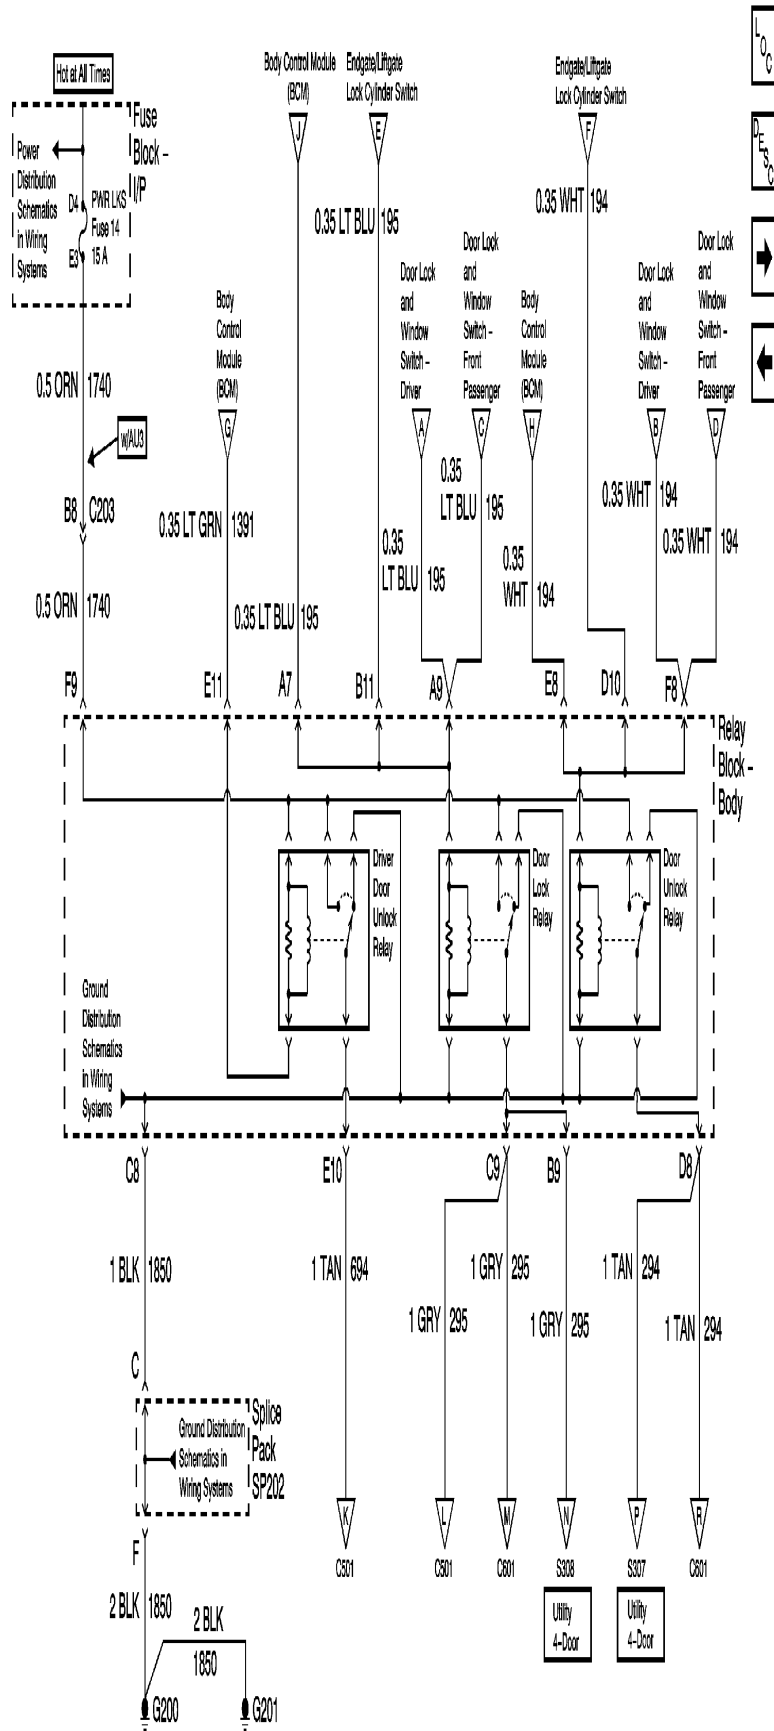 LOC
DESC
Hot at All Times
Fuse
Block –
I/P
Power
Distribution
Schematics
in Wiring
Systems
D4
PWR LKS
Fuse 14
15 A
E3
Body Control Module
(BCM)
J
Endgate/Liftgate
Lock Cylinder Switch
E
Endgate/Liftgate
Lock Cylinder Switch
F
0.35 LT BLU 195
0.35 WHT 194
Body
Control
Module
(BCM)
G
Door Lock
and
Window
Switch –
Driver
A
Door Lock
and
Window
Switch –
Front
Passenger
C
Body
Control
Module
(BCM)
H
Door Lock
and
Window
Switch –
Driver
B
Door Lock
and
Window
Switch –
Front
Passenger
D
0.5 ORN 1740
w/AU3
B8 C203
0.35 LT GRN 1391
0.35
LT BLU 195
0.35 WHT 194
0.35 WHT 194
0.35
LT BLU 195
0.35
WHT 194
0.5 ORN 1740
0.35 LT BLU 195
F9 E11 A7 B11 A9 E8 D10 F8
Relay
Block –
Body
Driver
Door
Unlock
Relay
Door
Lock
Relay
Door
Unlock
Relay
Ground
Distribution
Schematics
in Wiring
Systems
C8 E10 C9 B9 D8
1 BLK 1850
1 TAN 694
1 GRY 295
1 TAN 294
1 GRY 295
1 GRY 295
1 TAN 294
C
Ground Distribution
Schematics in
Wiring Systems
Splice
Pack
SP202
K L M N P R
C501 C501 C601 S308 S307 C601
F
Utility
4-Door
Utility
4-Door
2 BLK 1850
2 BLK
1850
G200 G201